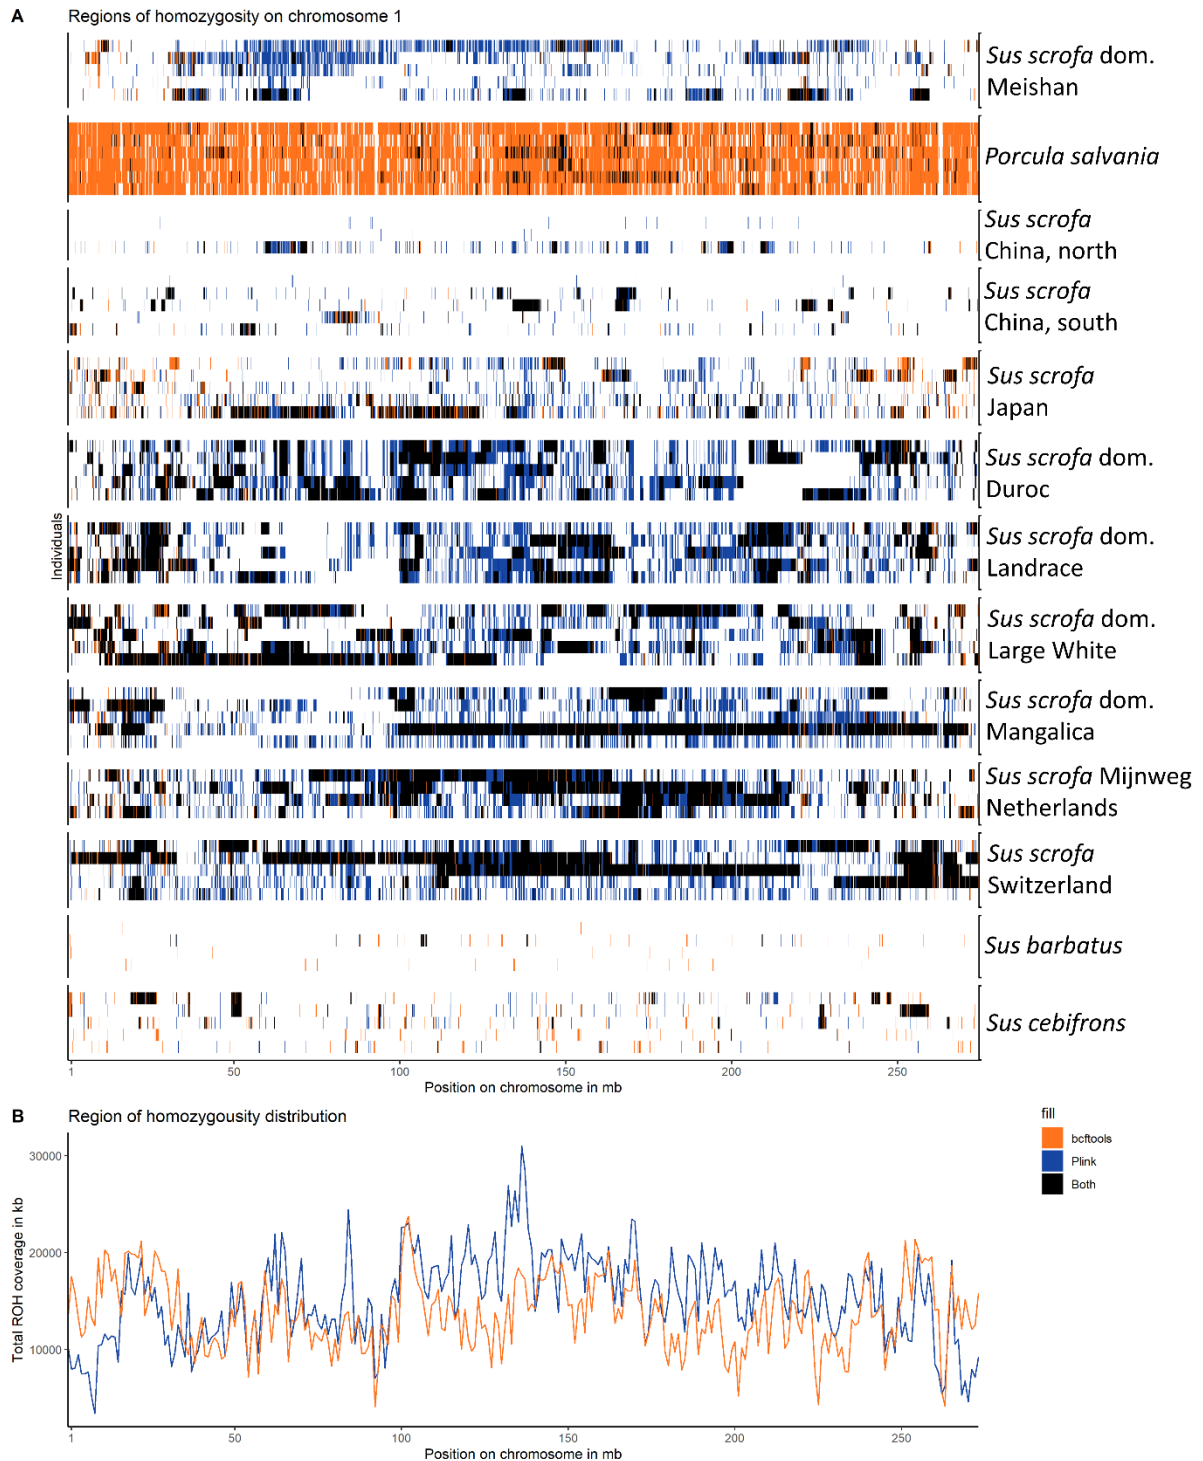 A Regions of homozygosity on chromosome 1
Sus scrofa dom.
Meishan
Porcula salvania
Sus scrofa
China, north
Sus scrofa
China, south
Sus scrofa
Japan
Sus scrofa dom.
Duroc
Individuals
Sus scrofa dom.
Landrace
Sus scrofa dom.
Large White
Sus scrofa dom.
Mangalica
Sus scrofa Mijnweg
Netherlands
Sus scrofa
Switzerland
Sus barbatus
Sus cebifrons
1 50 100 150 200 250
Position on chromosome in mb
B Region of homozygousity distribution
fill
bcftools
Plink
Both
Total ROH coverage in kb
30000
20000
10000
1 50 100 150 200 250
Position on chromosome in mb